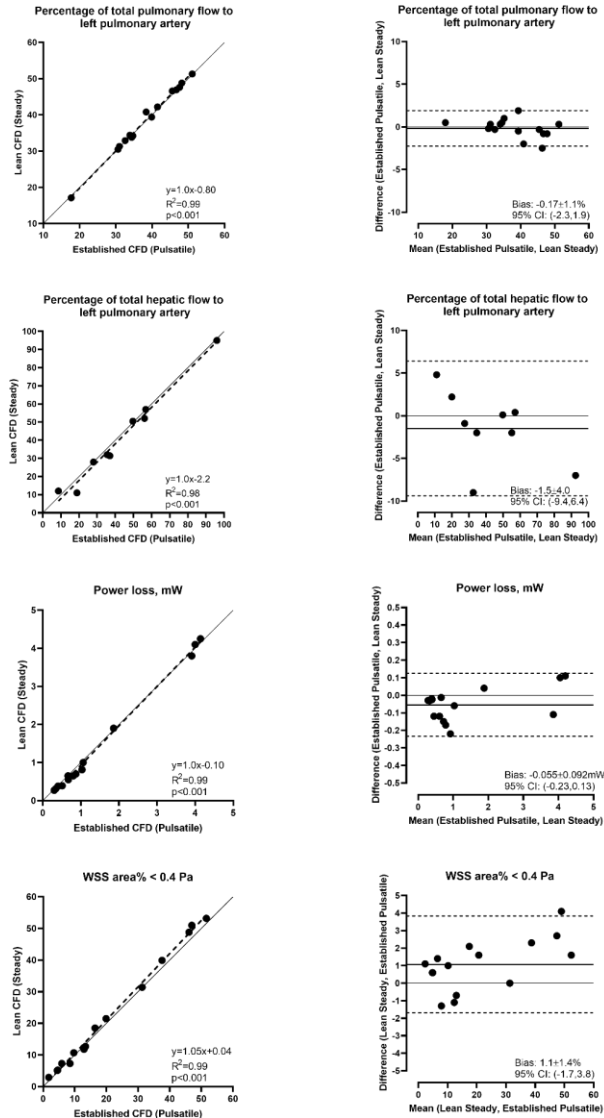 Percentage of total pulmonary flow to
left pulmonary artery
Lean CFD (Steady)
60
50
40
30
20
10
y=1.0x-0.80
R²=0.99
p<0.001
10 20 30 40 50 60
Established CFD (Pulsatile)
Percentage of total pulmonary flow to
left pulmonary artery
Difference (Established Pulsatile, Lean Steady)
10
5
0
-5
-10
Bias: -0.17±1.1%
95% CI: (-2.3,1.9)
10 20 30 40 50 60
Mean (Established Pulsatile, Lean Steady)
Percentage of total hepatic flow to
left pulmonary artery
Lean CFD (Steady)
100
90
80
70
60
50
40
30
20
10
0
y=1.0x-2.2
R²=0.98
p<0.001
0 10 20 30 40 50 60 70 80 90 100
Established CFD (Pulsatile)
Percentage of total hepatic flow to
left pulmonary artery
Difference (Established Pulsatile, Lean Steady)
10
5
0
-5
-10
Bias: -1.5±4.0
95% CI: (-9.4,6.4)
0 10 20 30 40 50 60 70 80 90 100
Mean (Established Pulsatile, Lean Steady)
Power loss, mW
Lean CFD (Steady)
5
4
3
2
1
0
y=1.0x-0.10
R²=0.99
p<0.001
0 1 2 3 4 5
Established CFD (Pulsatile)
Power loss, mW
Difference (Established Pulsatile, Lean Steady)
0.5
0.4
0.3
0.2
0.1
0.0
-0.1
-0.2
-0.3
-0.4
-0.5
Bias: -0.055±0.092mW
95% CI: (-0.23,0.13)
0 1 2 3 4 5
Mean (Established Pulsatile, Lean Steady)
WSS area% < 0.4 Pa
Lean CFD (Steady)
60
50
40
30
20
10
0
y=1.05x+0.04
R²=0.99
p<0.001
0 10 20 30 40 50 60
Established CFD (Pulsatile)
WSS area% < 0.4 Pa
Difference (Lean Steady, Established Pulsatile)
5
4
3
2
1
0
-1
-2
-3
-4
-5
Bias: 1.1±1.4%
95% CI: (-1.7,3.8)
0 10 20 30 40 50 60
Mean (Lean Steady, Established Pulsatile)